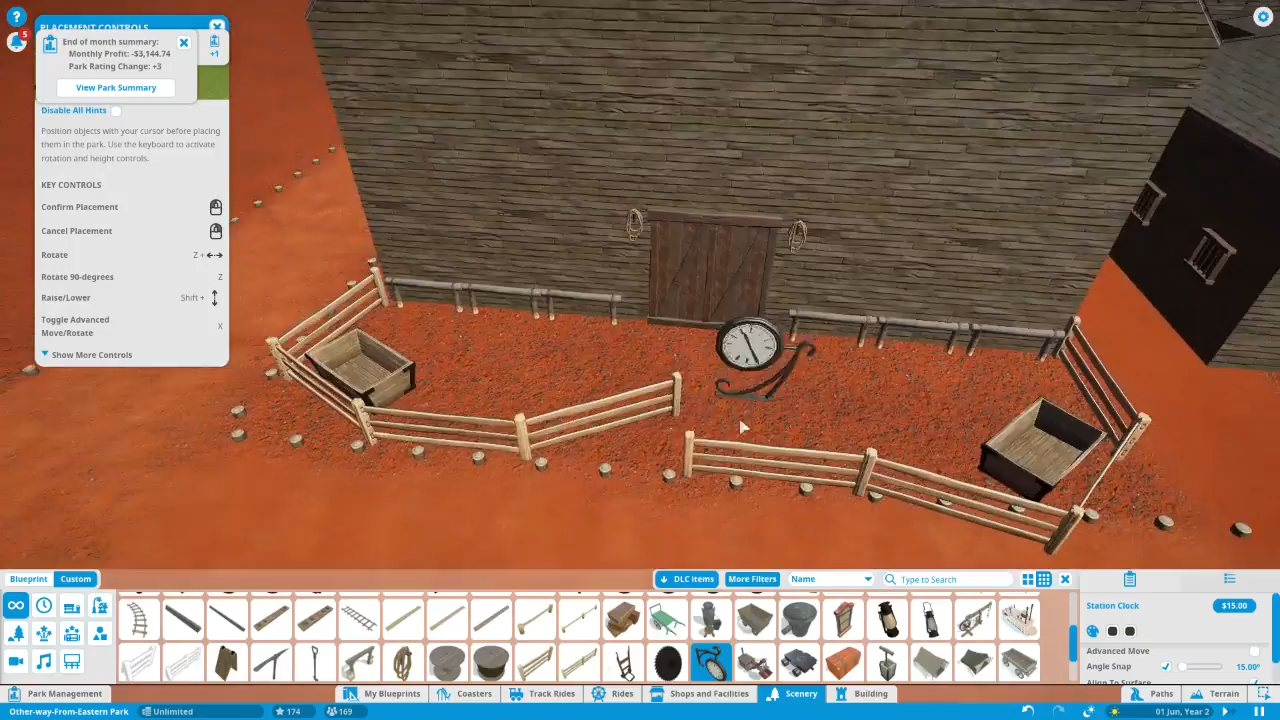 PLACEMENT CONTROLS
5
End of month summary:
Monthly Profit: -$3,144.74
Park Rating Change: +3
+1
View Park Summary
Disable All Hints
Position objects with your cursor before placing
them in the park. Use the keyboard to activate
rotation and height controls.
KEY CONTROLS
Confirm Placement
Cancel Placement
Rotate Z +
Rotate 90-degrees Z
Raise/Lower Shift +
Toggle Advanced
Move/Rotate X
Show More Controls
Blueprint Custom DLC items More Filters Name Type to Search
Station Clock $15.00
Advanced Move
Angle Snap 15.00°
Align To Surface
Park Management My Blueprints Coasters Track Rides Rides Shops and Facilities Scenery Building Paths Terrain
Other-way-From-Eastern Park Unlimited 174 169 01 Jun, Year 2